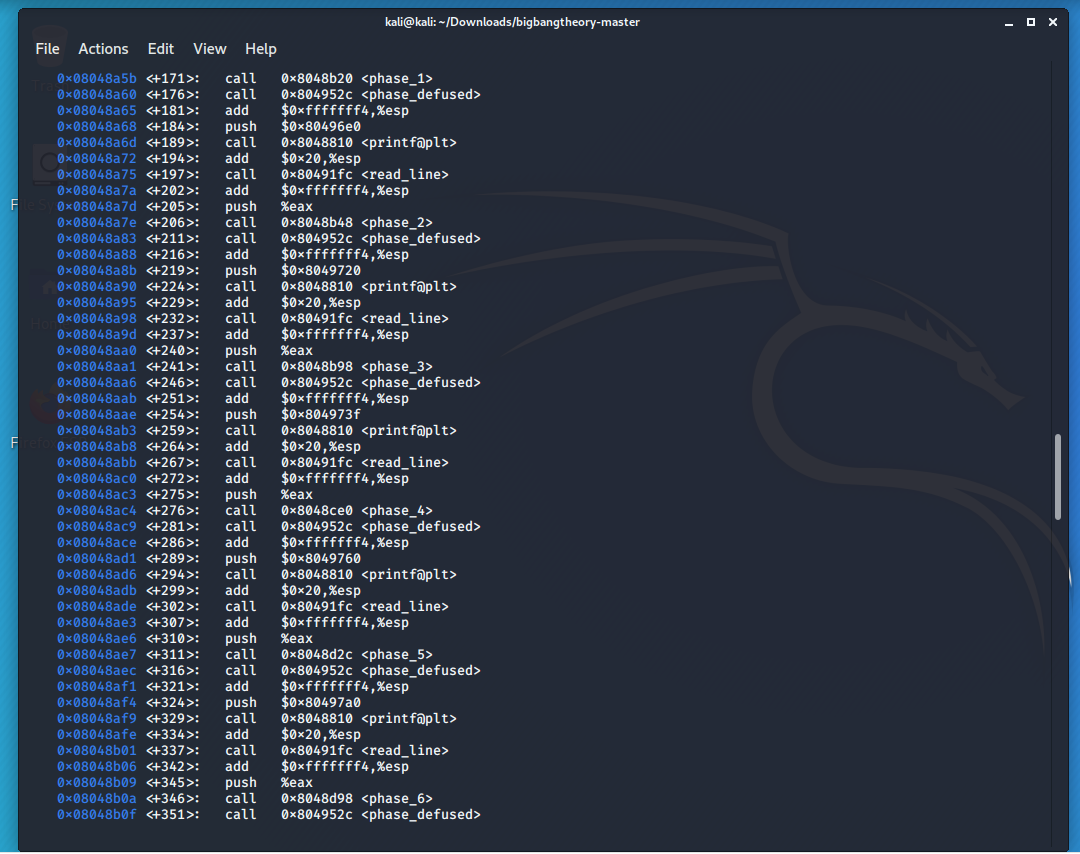 kali@kali: ~/Downloads/bigbangtheory-master
File Actions Edit View Help
0×08048a5b <+171>: call 0×8048b20 <phase_1>
0×08048a60 <+176>: call 0×804952c <phase_defused>
0×08048a65 <+181>: add $0×fffffff4,%esp
0×08048a68 <+184>: push $0×80496e0
0×08048a6d <+189>: call 0×8048810 <printf@plt>
0×08048a72 <+194>: add $0×20,%esp
0×08048a75 <+197>: call 0×80491fc <read_line>
0×08048a7a <+202>: add $0×fffffff4,%esp
0×08048a7d <+205>: push %eax
0×08048a7e <+206>: call 0×8048b48 <phase_2>
0×08048a83 <+211>: call 0×804952c <phase_defused>
0×08048a88 <+216>: add $0×fffffff4,%esp
0×08048a8b <+219>: push $0×8049720
0×08048a90 <+224>: call 0×8048810 <printf@plt>
0×08048a95 <+229>: add $0×20,%esp
0×08048a98 <+232>: call 0×80491fc <read_line>
0×08048a9d <+237>: add $0×fffffff4,%esp
0×08048aa0 <+240>: push %eax
0×08048aa1 <+241>: call 0×8048b98 <phase_3>
0×08048aa6 <+246>: call 0×804952c <phase_defused>
0×08048aab <+251>: add $0×fffffff4,%esp
0×08048aae <+254>: push $0×804973f
0×08048ab3 <+259>: call 0×8048810 <printf@plt>
0×08048ab8 <+264>: add $0×20,%esp
0×08048abb <+267>: call 0×80491fc <read_line>
0×08048ac0 <+272>: add $0×fffffff4,%esp
0×08048ac3 <+275>: push %eax
0×08048ac4 <+276>: call 0×8048ce0 <phase_4>
0×08048ac9 <+281>: call 0×804952c <phase_defused>
0×08048ace <+286>: add $0×fffffff4,%esp
0×08048ad1 <+289>: push $0×8049760
0×08048ad6 <+294>: call 0×8048810 <printf@plt>
0×08048adb <+299>: add $0×20,%esp
0×08048ade <+302>: call 0×80491fc <read_line>
0×08048ae3 <+307>: add $0×fffffff4,%esp
0×08048ae6 <+310>: push %eax
0×08048ae7 <+311>: call 0×8048d2c <phase_5>
0×08048aec <+316>: call 0×804952c <phase_defused>
0×08048af1 <+321>: add $0×fffffff4,%esp
0×08048af4 <+324>: push $0×80497a0
0×08048af9 <+329>: call 0×8048810 <printf@plt>
0×08048afe <+334>: add $0×20,%esp
0×08048b01 <+337>: call 0×80491fc <read_line>
0×08048b06 <+342>: add $0×fffffff4,%esp
0×08048b09 <+345>: push %eax
0×08048b0a <+346>: call 0×8048d98 <phase_6>
0×08048b0f <+351>: call 0×804952c <phase_defused>